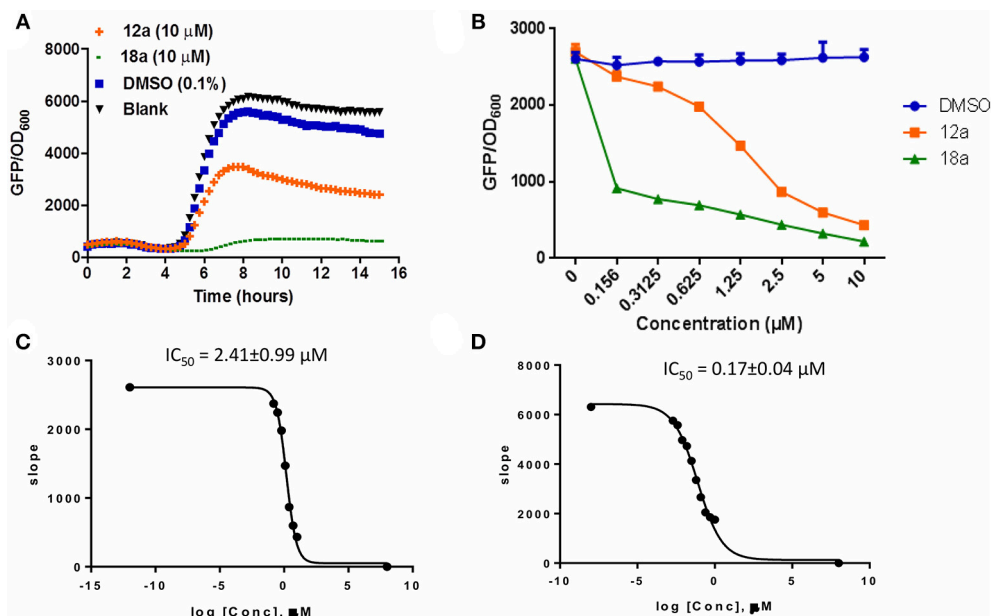 A
12a (10 µM)
18a (10 µM)
DMSO (0.1%)
Blank
8000
6000
4000
2000
0
GFP/OD600
0 2 4 6 8 10 12 14 16
Time (hours)
B
3000
2000
1000
0
GFP/OD600
DMSO
12a
18a
0 0.156 0.3125 0.625 1.25 2.5 5 10
Concentration (µM)
C
IC50 = 2.41±0.99 µM
3000
2000
1000
0
slope
-15 -10 -5 0 5 10
log [Conc], M
D
IC50 = 0.17±0.04 µM
8000
6000
4000
2000
0
slope
-10 -5 0 5 10
log [Conc], M